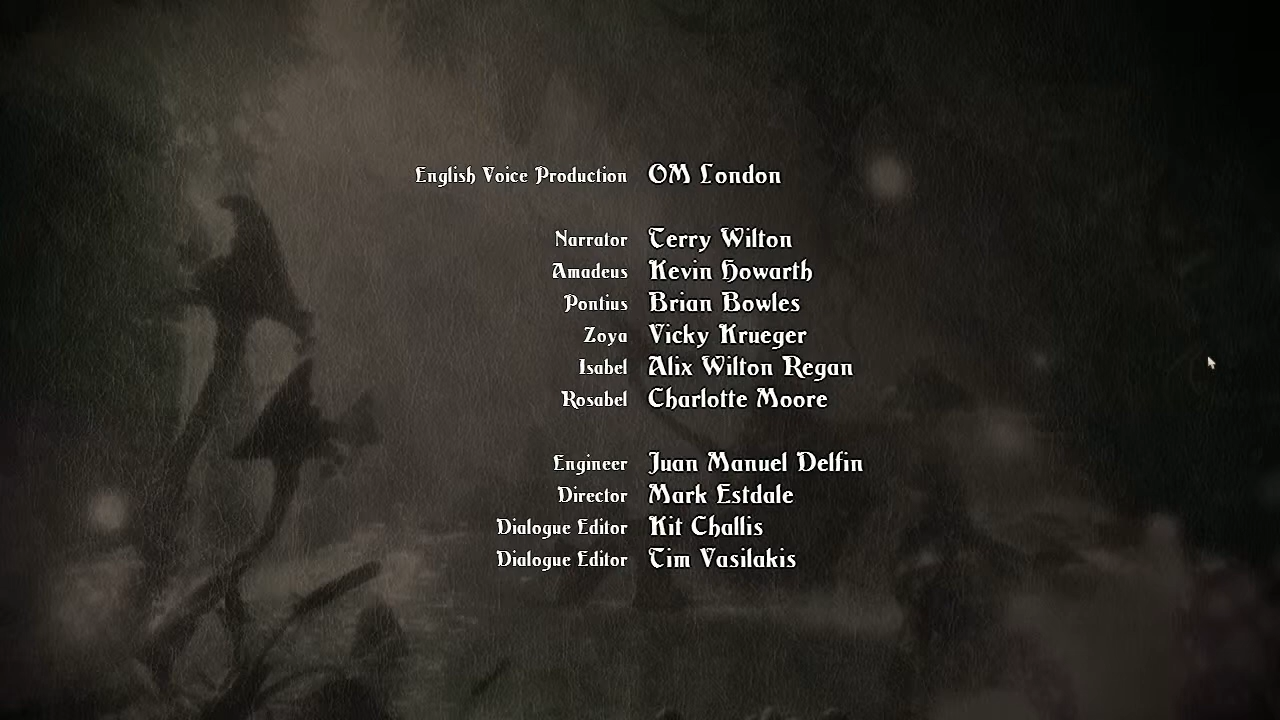 English Voice Production OM London
Narrator Terry Wilton
Amadeus Kevin Howarth
Pontius Brian Bowles
Zoya Vicky Krueger
Isabel Alix Wilton Regan
Rosabel Charlotte Moore
Engineer Juan Manuel Delfin
Director Mark Estdale
Dialogue Editor Kit Challis
Dialogue Editor Tim Vasilakis